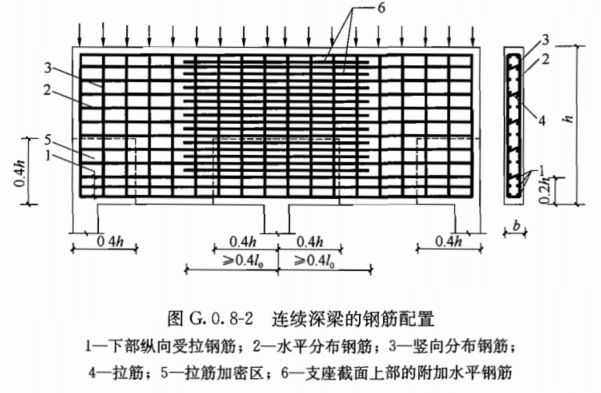 6
3
2
5
1
0.4h
0.4h
0.4h
0.4h
0.4h
≥0.4l₀
≥0.4l₀
3
2
4
1
h
0.2h
b
图 G.0.8-2 连续深梁的钢筋配置
1—下部纵向受拉钢筋；2—水平分布钢筋；3—竖向分布钢筋；
4—拉筋；5—拉筋加密区；6—支座截面上部的附加水平钢筋